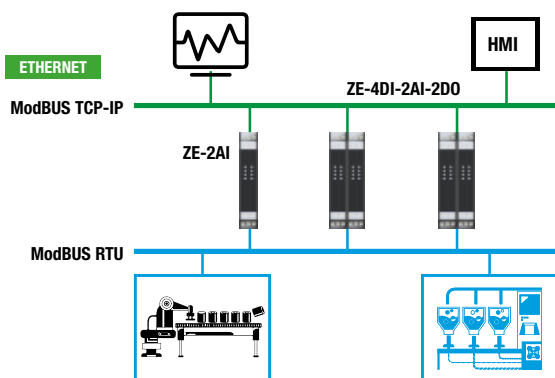 HMI
ETHERNET
ZE-4DI-2AI-2DO
ModBUS TCP-IP
ZE-2AI
ModBUS RTU